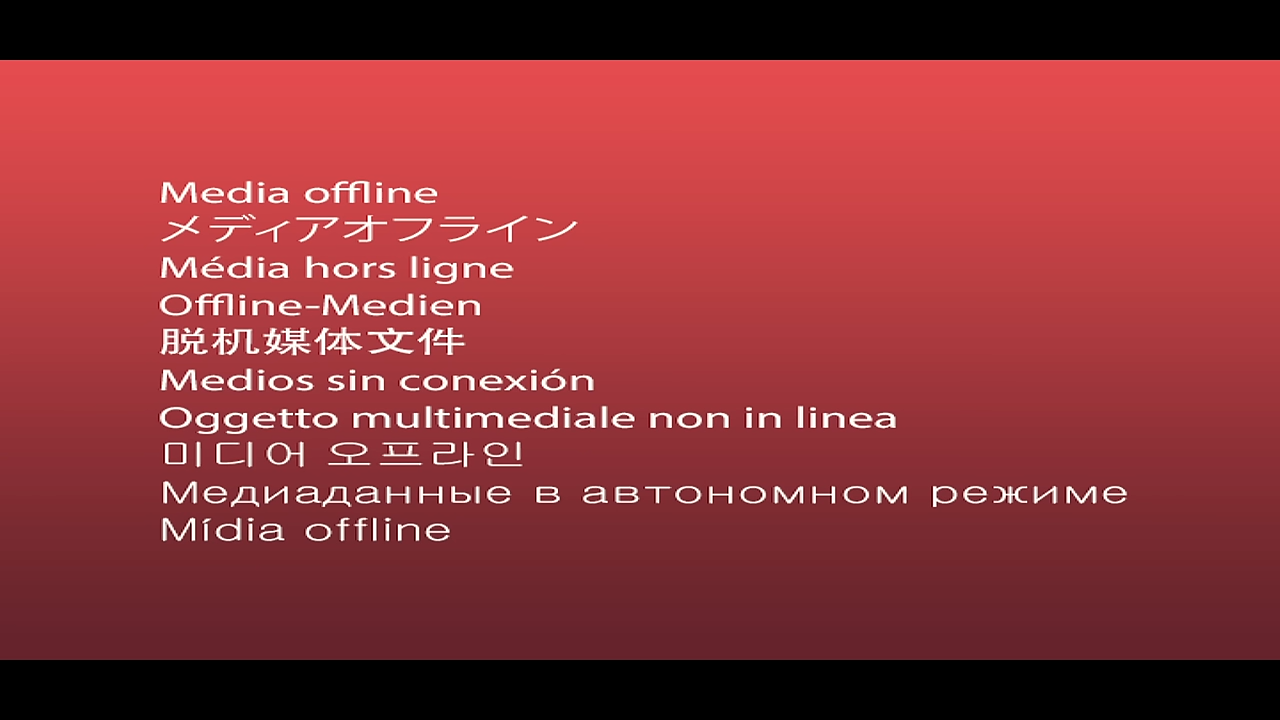 Media offline
メディアオフライン
Média hors ligne
Offline-Medien
脱机媒体文件
Medios sin conexión
Oggetto multimediale non in linea
미디어 오프라인
Медиаданные в автономном режиме
Mídia offline